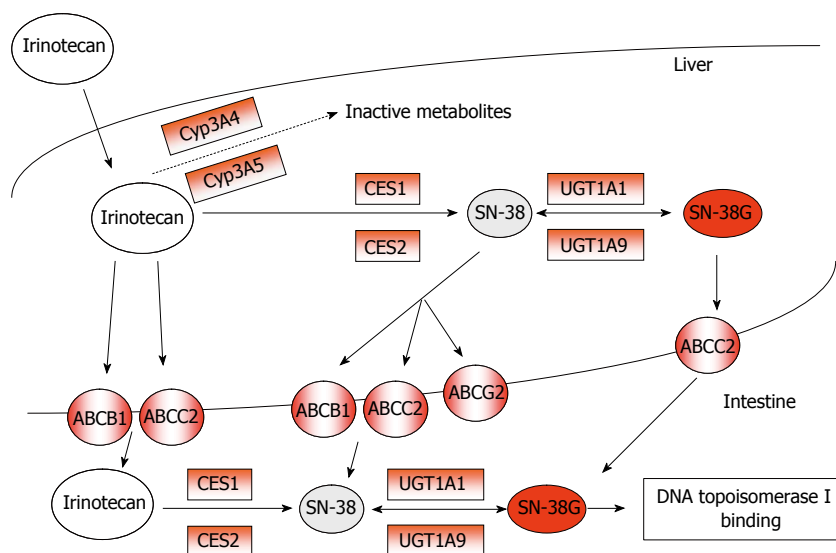 Irinotecan
Liver
Cyp3A4
Inactive metabolites
Cyp3A5
CES1
UGT1A1
Irinotecan
SN-38
SN-38G
CES2
UGT1A9
ABCC2
ABCB1
ABCC2
ABCB1
ABCC2
ABCG2
Intestine
CES1
UGT1A1
Irinotecan
SN-38
SN-38G
DNA topoisomerase I
binding
CES2
UGT1A9